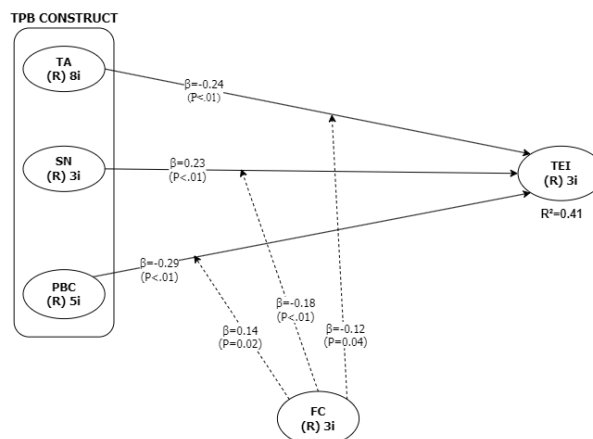 TPB CONSTRUCT
TA
(R) 8i
β=-0.24
(P<.01)
SN
(R) 3i
β=0.23
(P<.01)
TEI
(R) 3i
R²=0.41
PBC
(R) 5i
β=-0.29
(P<.01)
β=0.14
(P=0.02)
β=-0.18
(P<.01)
β=-0.12
(P=0.04)
FC
(R) 3i